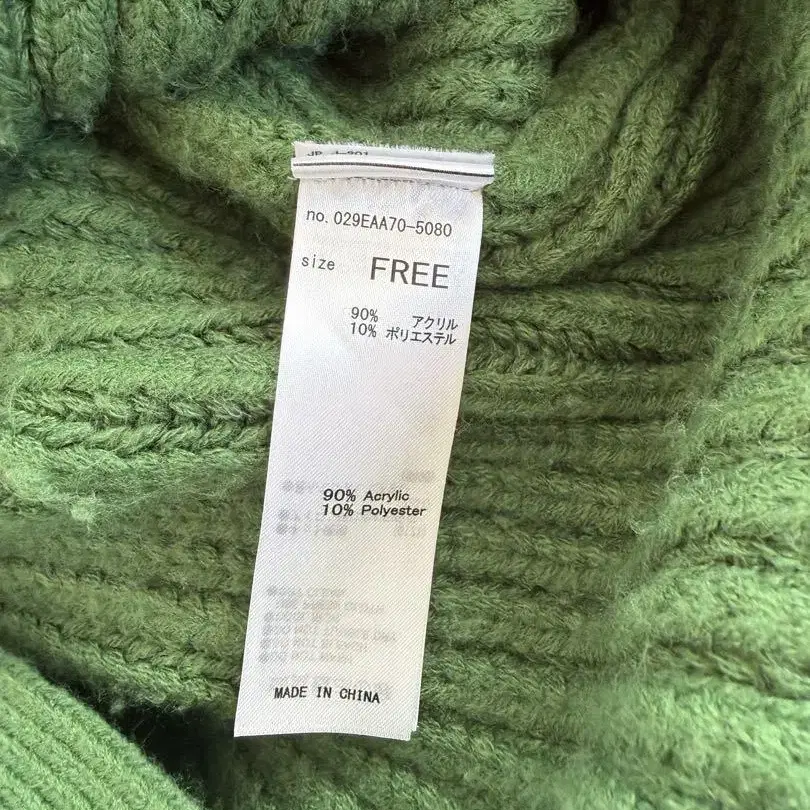 no. 029EAA70-5080
size FREE
90% アクリル
10% ポリエステル
90% Acrylic
10% Polyester
MADE IN CHINA